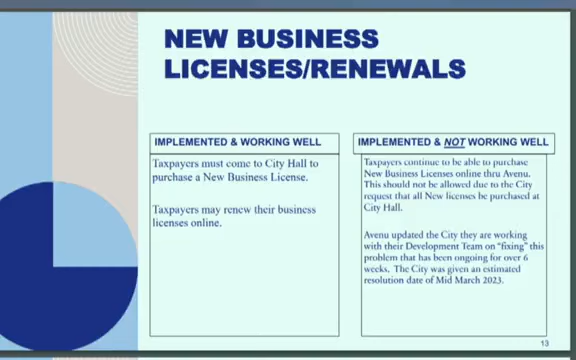 NEW BUSINESS
LICENSES/RENEWALS
IMPLEMENTED & WORKING WELL
Taxpayers must come to City Hall to
purchase a New Business License.
Taxpayers may renew their business
licenses online.
IMPLEMENTED & NOT WORKING WELL
Taxpayers continue to be able to purchase
New Business Licenses online thru Avenu.
This should not be allowed due to the City
request that all New licenses be purchased at
City Hall.
Avenu updated the City they are working
with their Development Team on "fixing" this
problem that has been ongoing for over 6
weeks. The City was given an estimated
resolution date of Mid March 2023.
13